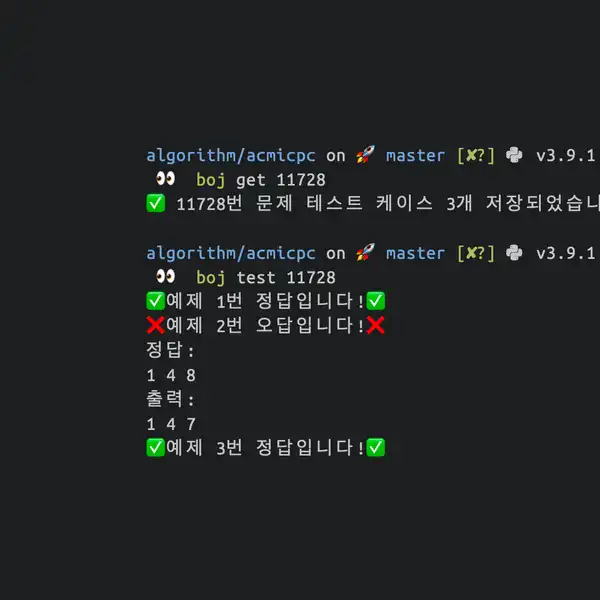 algorithm/acmicpc on 🚀 master [✘?] 🐍 v3.9.1
👀 boj get 11728
✅ 11728번 문제 테스트 케이스 3개 저장되었습니
algorithm/acmicpc on 🚀 master [✘?] 🐍 v3.9.1
👀 boj test 11728
✅예제 1번 정답입니다!✅
❌예제 2번 오답입니다!❌
정답:
1 4 8
출력:
1 4 7
✅예제 3번 정답입니다!✅